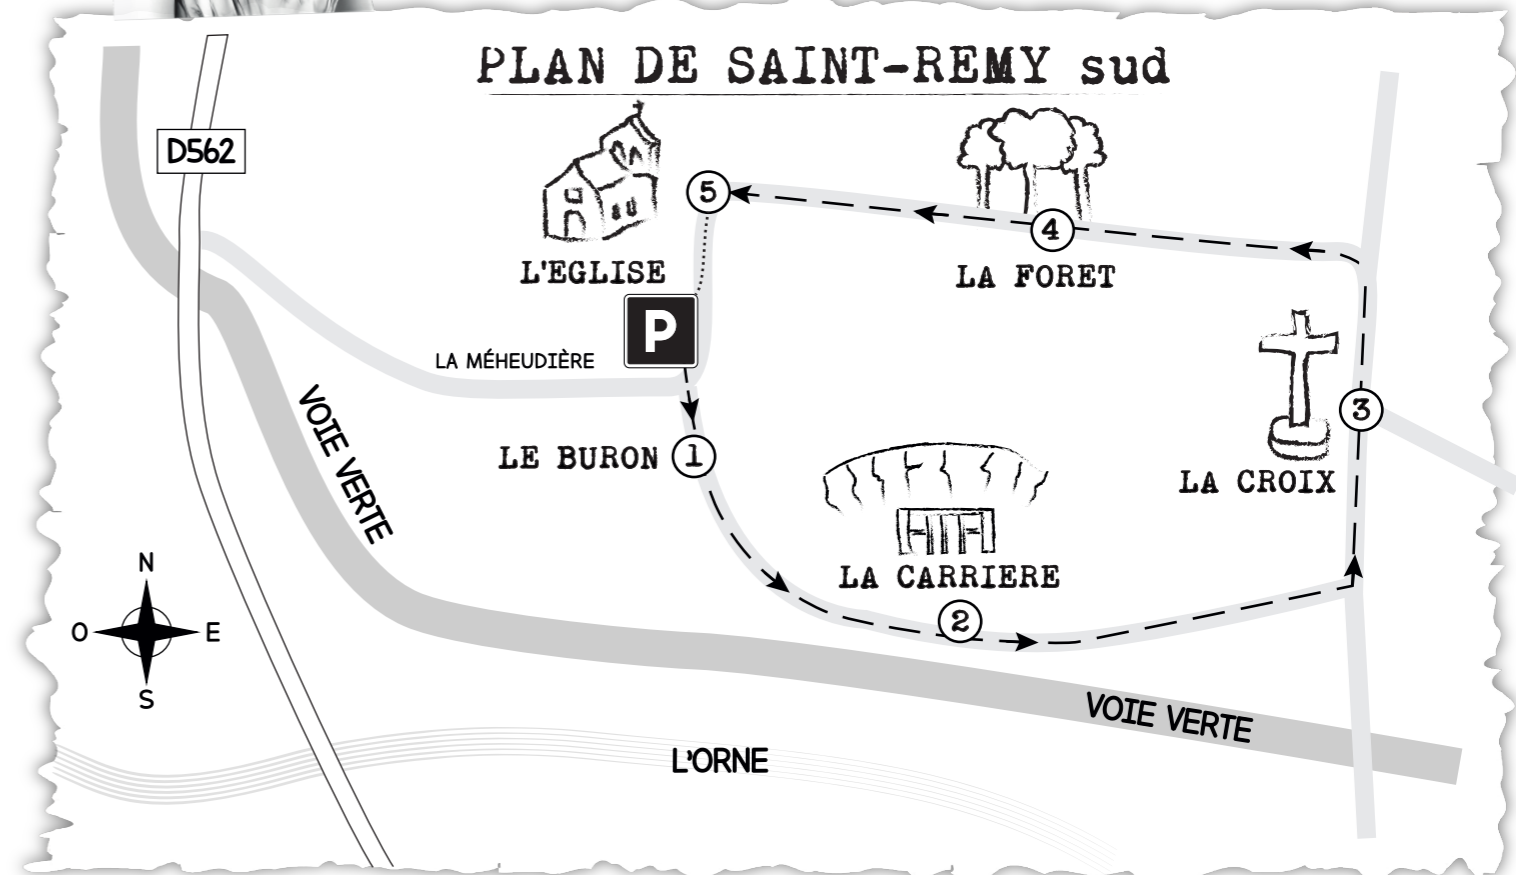 PLAN DE SAINT-REMY sud
D562
5
4
L'EGLISE
LA FORET
P
LA MÉHEUDIÈRE
3
VOIE VERTE
LE BURON
1
LA CROIX
LA CARRIERE
2
N
O
E
S
VOIE VERTE
L'ORNE